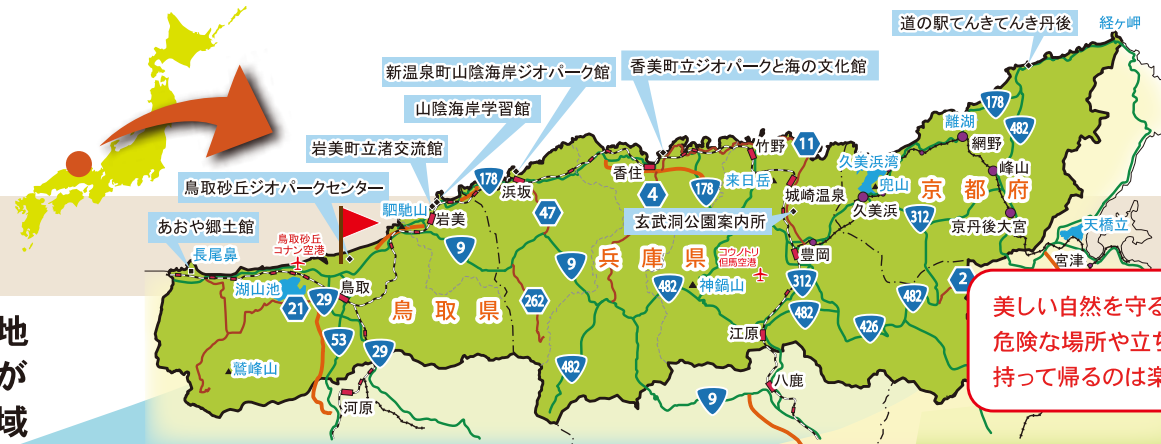 道の駅てんきてんき丹後
経ヶ岬
新温泉町山陰海岸ジオパーク館
香美町立ジオパークと海の文化館
山陰海岸学習館
岩美町立渚交流館
鳥取砂丘ジオパークセンター
あおや郷土館
玄武洞公園案内所
178
482
離湖
網野
峰山
竹野
11
久美浜湾
兜山
京都府
香住
来日岳
城崎温泉
久美浜
312
京丹後大宮
178
浜坂
4
178
駟馳山
岩美
47
天橋立
長尾鼻
鳥取砂丘
コナン空港
9
9
兵庫県
コウノトリ
但馬空港
豊岡
宮津
湖山池
21
29
鳥取
鳥取県
262
482
神鍋山
312
482
482
2
53
29
江原
426
鷲峰山
482
八鹿
河原
9
美しい自然を守る
危険な場所や立ち
持って帰るのは楽
地
が
域